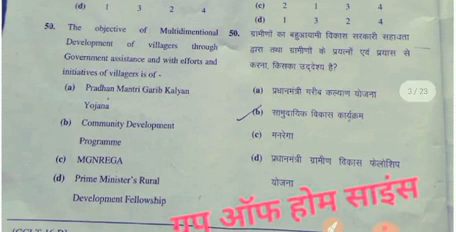 (d) 1 3 2 4
50. The objective of Multidimentional
Development of villagers through
Government assistance and with efforts and
initiatives of villagers is of -
(a) Pradhan Mantri Garib Kalyan
Yojana
(b) Community Development
Programme
(c) MGNREGA
(d) Prime Minister's Rural
Development Fellowship
(c) 2 1 3 4
(d) 1 3 2 4
50. ग्रामीणों का बहुआयामी विकास सरकारी सहायता
द्वारा तथा ग्रामीणों के प्रयत्नों एवं प्रयास से
करना, किसका उद्देश्य है?
(a) प्रधानमंत्री गरीब कल्याण योजना
(b) सामुदायिक विकास कार्यक्रम
(c) मनरेगा
(d) प्रधानमंत्री ग्रामीण विकास फेलोशिप
योजना
3/23
ग्रुप ऑफ होम साइंस